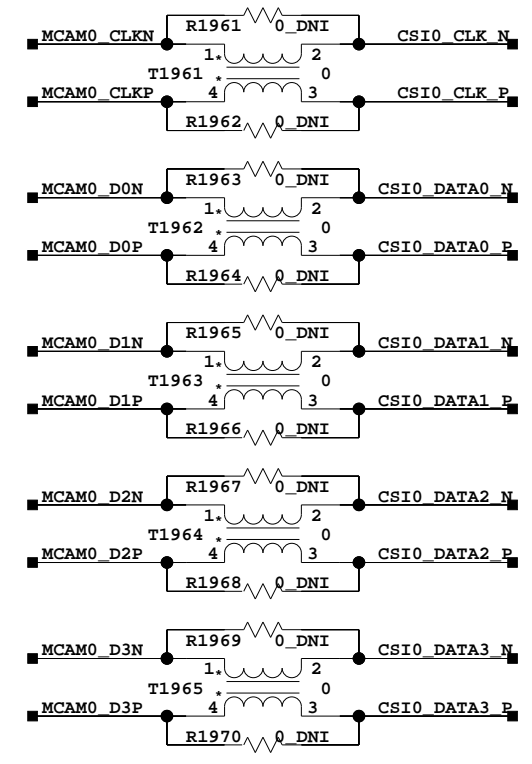 R1961 0_DNI
MCAM0_CLKN CSI0_CLK_N
1* 2
T1961 * 0
MCAM0_CLKP 4 3 CSI0_CLK_P
R1962 0_DNI
R1963 0_DNI
MCAM0_D0N CSI0_DATA0_N
1* 2
T1962 * 0
MCAM0_D0P 4 3 CSI0_DATA0_P
R1964 0_DNI
R1965 0_DNI
MCAM0_D1N CSI0_DATA1_N
1* 2
T1963 * 0
MCAM0_D1P 4 3 CSI0_DATA1_P
R1966 0_DNI
R1967 0_DNI
MCAM0_D2N CSI0_DATA2_N
1* 2
T1964 * 0
MCAM0_D2P 4 3 CSI0_DATA2_P
R1968 0_DNI
R1969 0_DNI
MCAM0_D3N CSI0_DATA3_N
1* 2
T1965 * 0
MCAM0_D3P 4 3 CSI0_DATA3_P
R1970 0_DNI